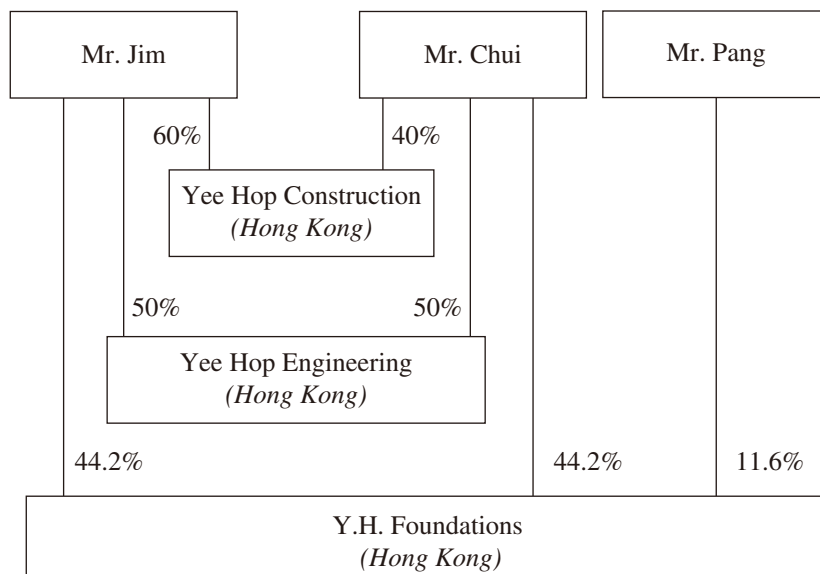 Mr. Jim
Mr. Chui
Mr. Pang
60%
40%
Yee Hop Construction
(Hong Kong)
50%
50%
Yee Hop Engineering
(Hong Kong)
44.2%
44.2%
11.6%
Y.H. Foundations
(Hong Kong)